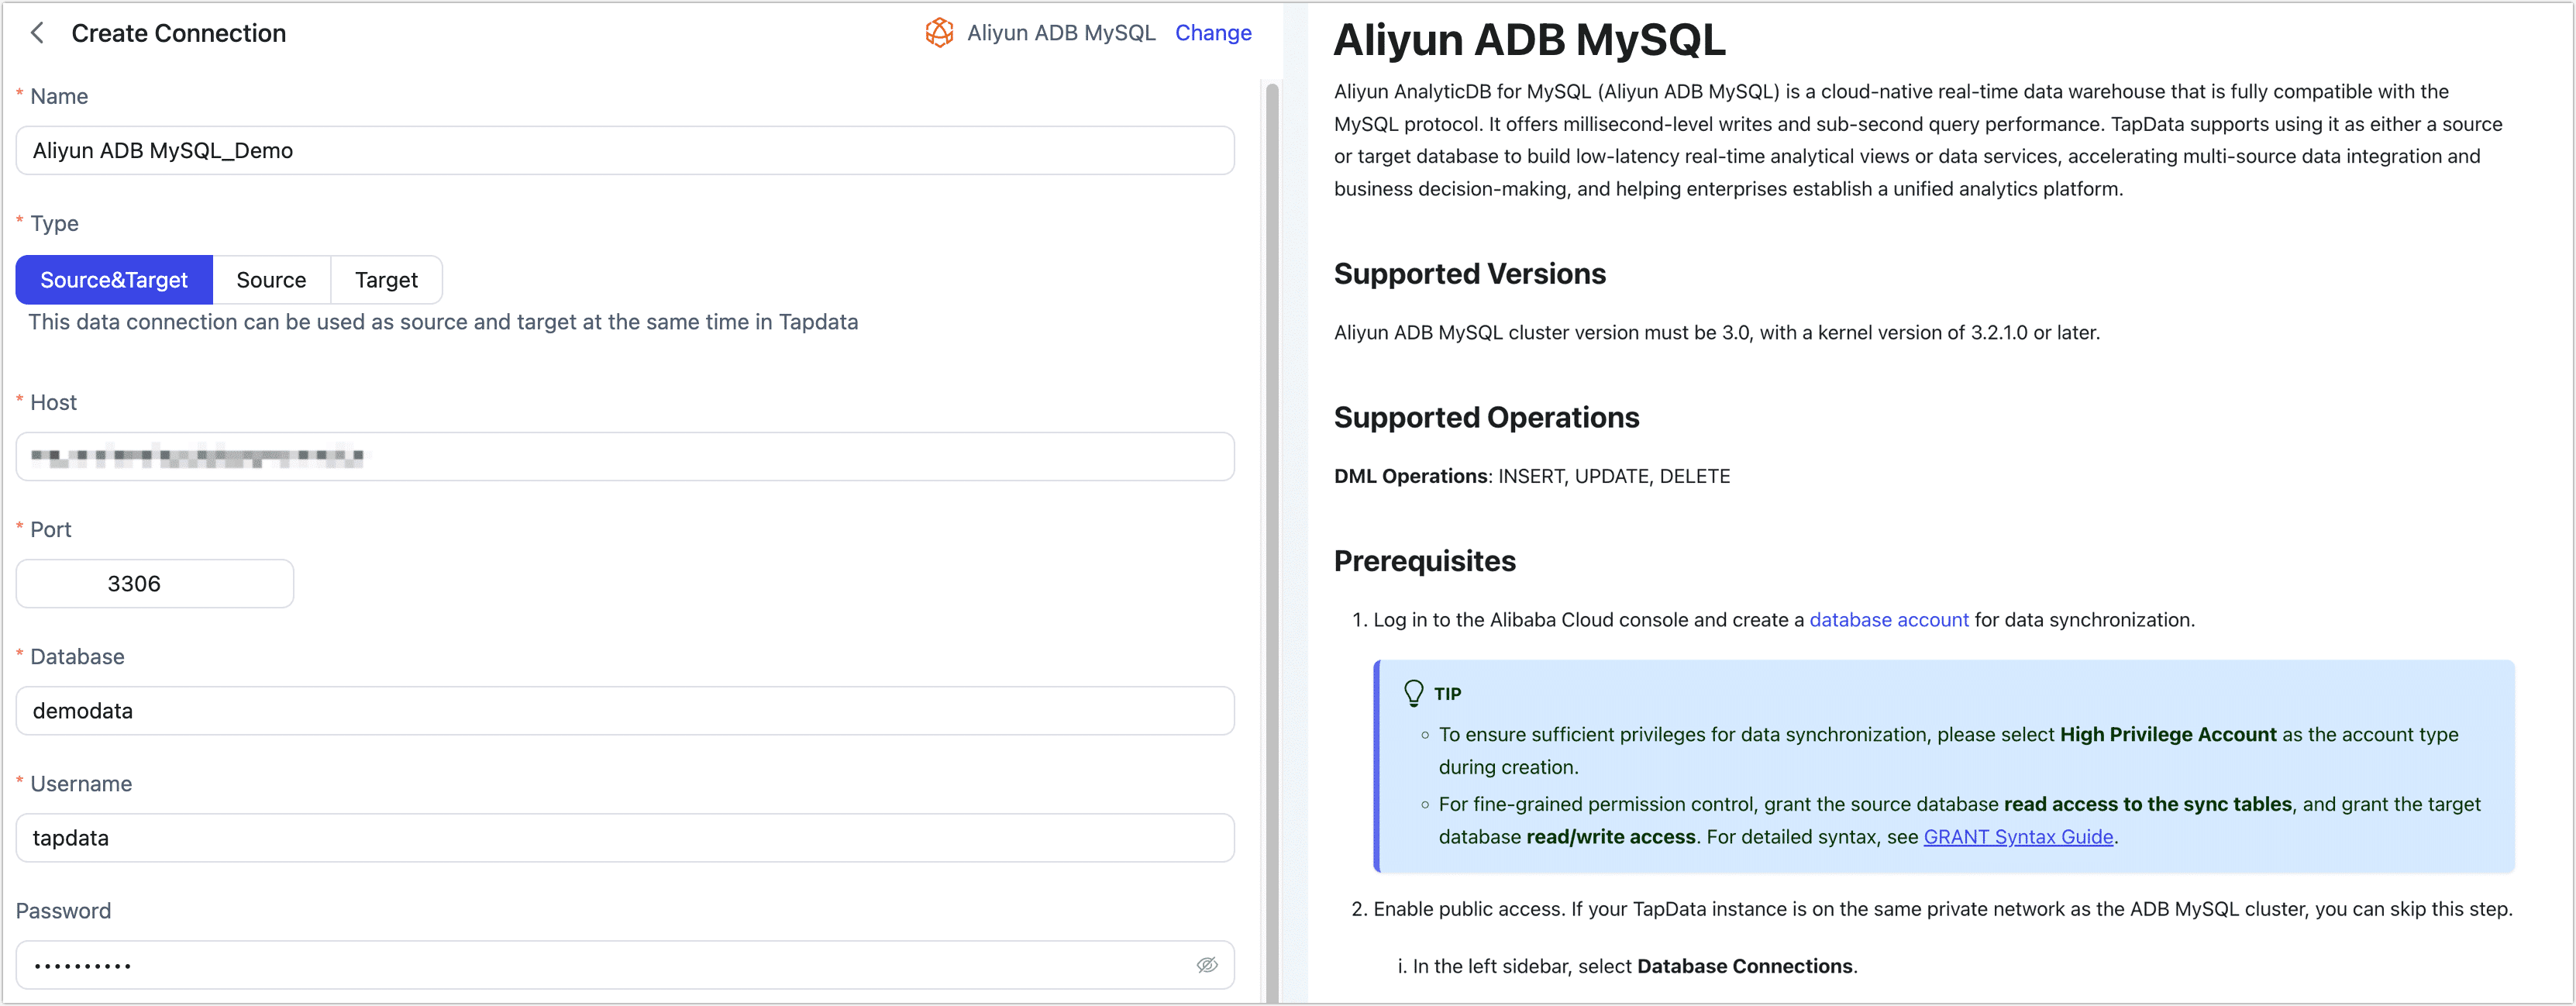 Create Connection
Aliyun ADB MySQL Change
* Name
Aliyun ADB MySQL_Demo
* Type
Source&Target Source Target
This data connection can be used as source and target at the same time in Tapdata
* Host
* Port
3306
* Database
demodata
* Username
tapdata
Password
••••••••••
Aliyun ADB MySQL
Aliyun AnalyticDB for MySQL (Aliyun ADB MySQL) is a cloud-native real-time data warehouse that is fully compatible with the
MySQL protocol. It offers millisecond-level writes and sub-second query performance. TapData supports using it as either a source
or target database to build low-latency real-time analytical views or data services, accelerating multi-source data integration and
business decision-making, and helping enterprises establish a unified analytics platform.
Supported Versions
Aliyun ADB MySQL cluster version must be 3.0, with a kernel version of 3.2.1.0 or later.
Supported Operations
DML Operations: INSERT, UPDATE, DELETE
Prerequisites
1. Log in to the Alibaba Cloud console and create a database account for data synchronization.
TIP
◦ To ensure sufficient privileges for data synchronization, please select High Privilege Account as the account type
during creation.
◦ For fine-grained permission control, grant the source database read access to the sync tables, and grant the target
database read/write access. For detailed syntax, see GRANT Syntax Guide.
2. Enable public access. If your TapData instance is on the same private network as the ADB MySQL cluster, you can skip this step.
i. In the left sidebar, select Database Connections.